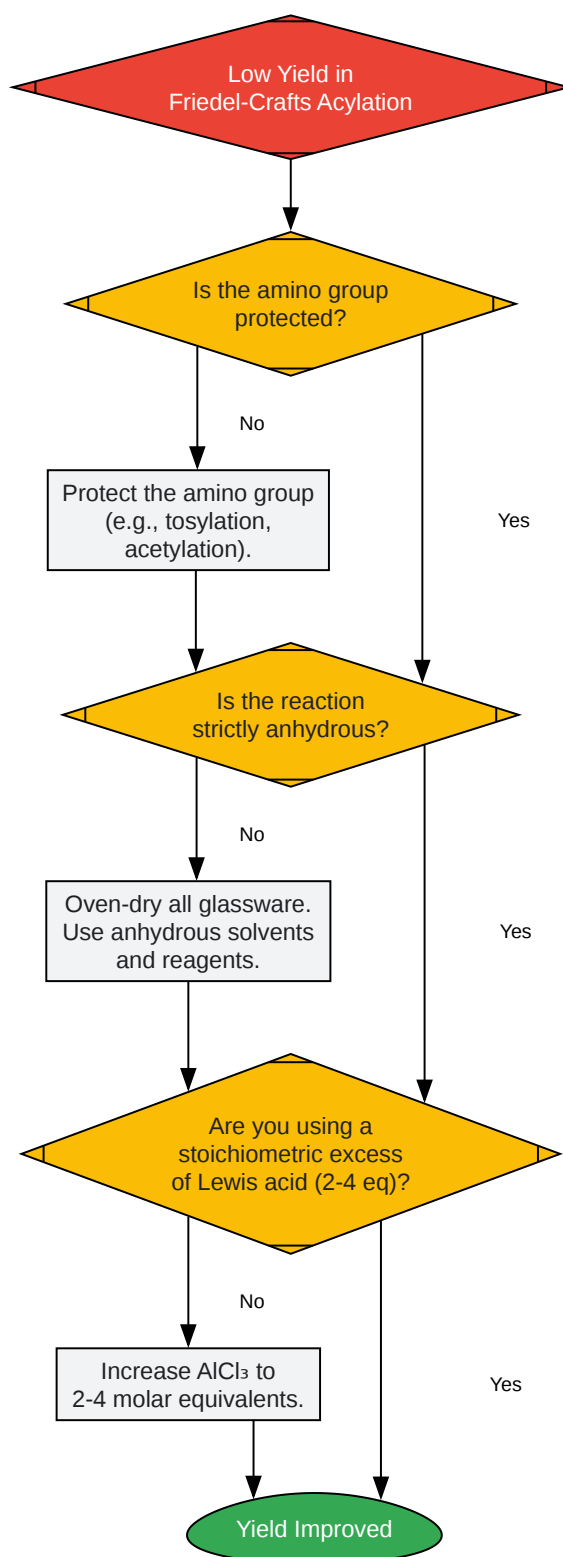 Low Yield in
Friedel-Crafts Acylation
Is the amino group
protected?
No
Protect the amino group
(e.g., tosylation,
acetylation).
Yes
Is the reaction
strictly anhydrous?
No
Oven-dry all glassware.
Use anhydrous solvents
and reagents.
Yes
Are you using a
stoichiometric excess
of Lewis acid (2-4 eq)?
No
Increase AlCl₃ to
2-4 molar equivalents.
Yes
Yield Improved